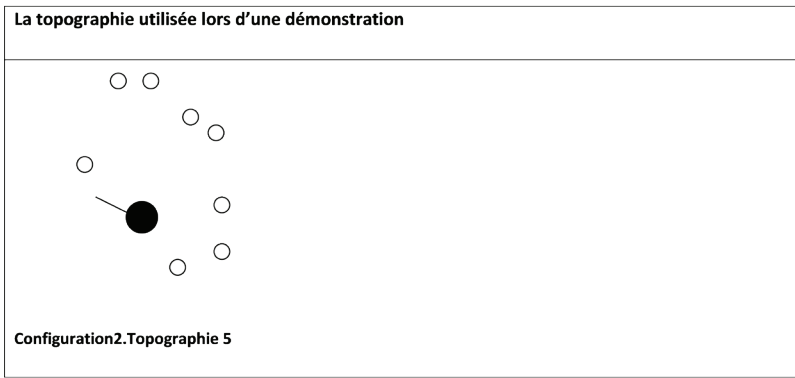 La topographie utilisée lors d’une démonstration
Configuration2.Topographie 5